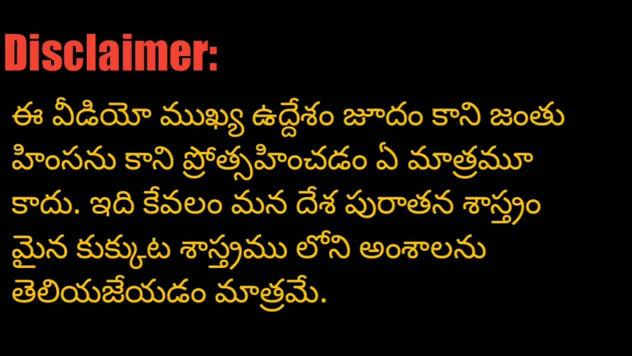 Disclaimer:
ఈ వీడియో ముఖ్య ఉద్దేశం జూదం కాని జంతు
హింసను కాని ప్రోత్సహించడం ఏ మాత్రమూ
కాదు. ఇది కేవలం మన దేశ పురాతన శాస్త్రం
మైన కుక్కుట శాస్త్రము లోని అంశాలను
తెలియజేయడం మాత్రమే.